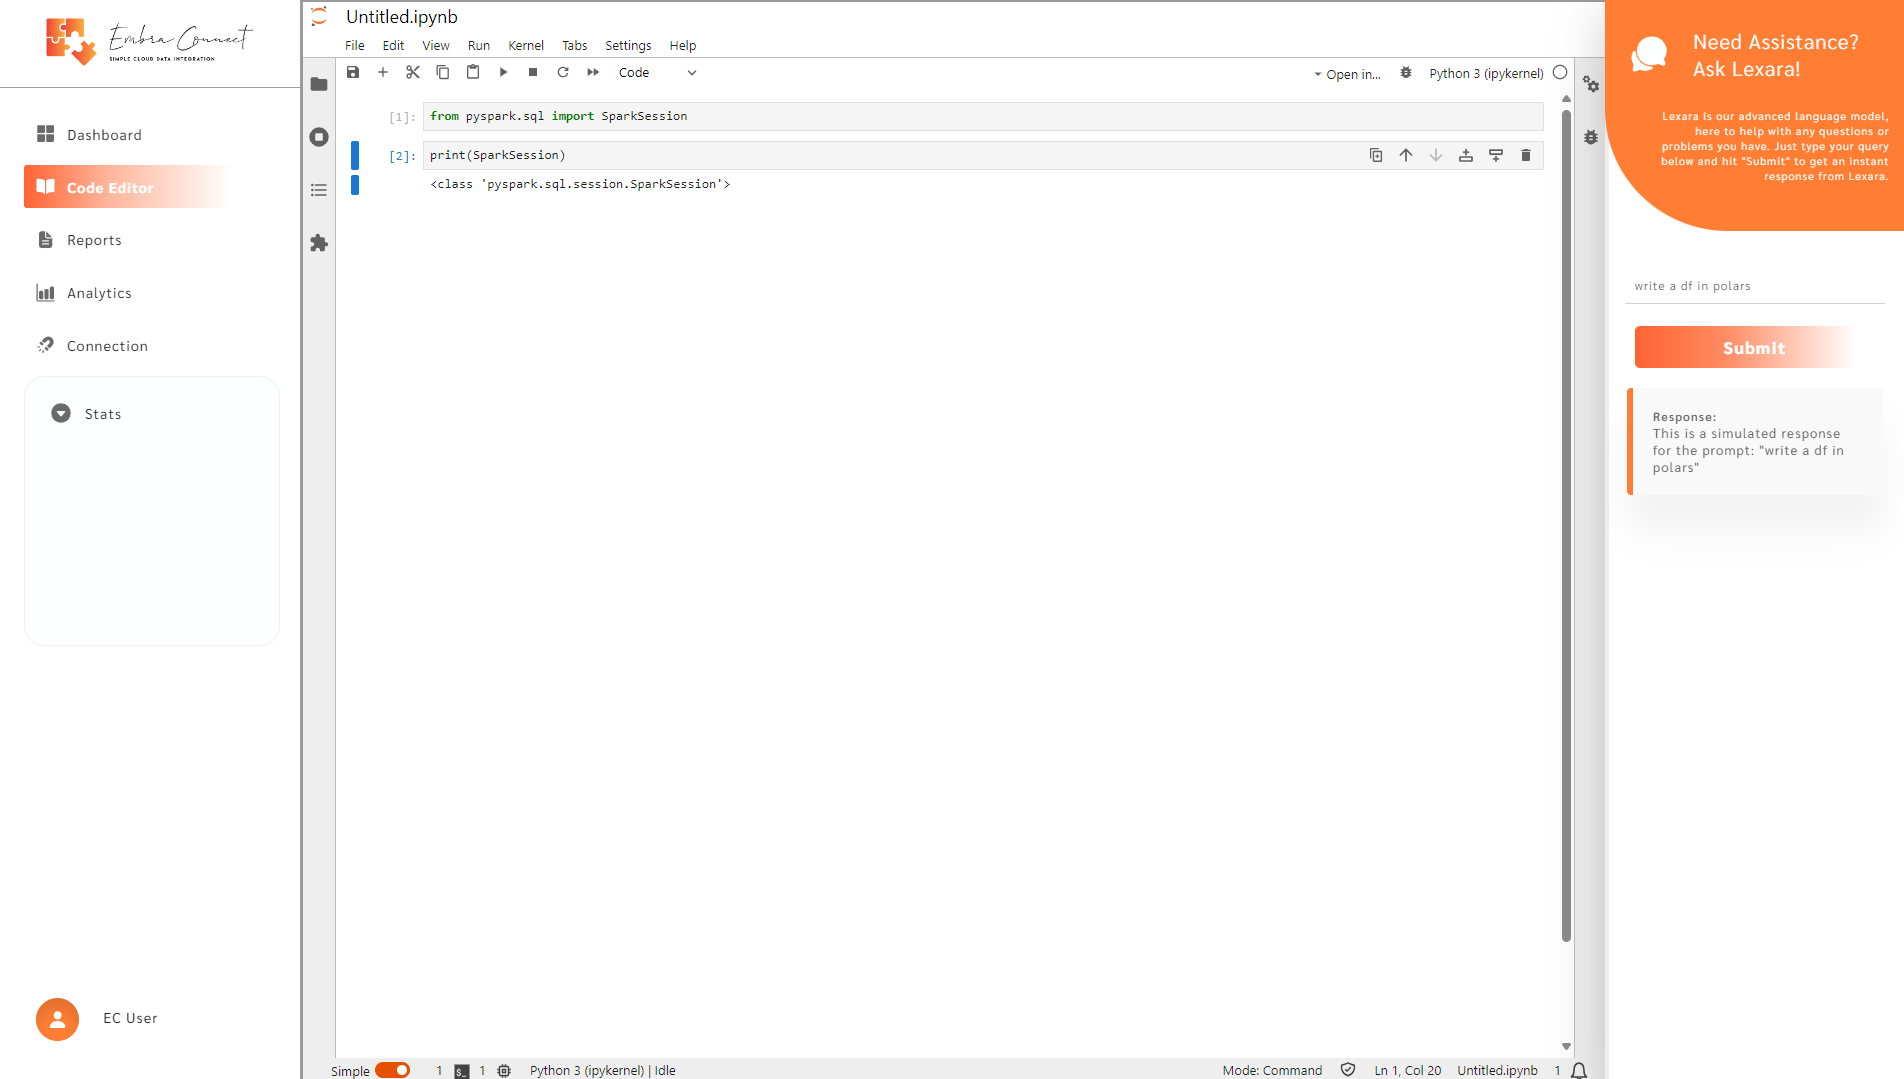 Embra Connect
SIMPLE CLOUD DATA INTEGRATION
Dashboard
Code Editor
Reports
Analytics
Connection
Stats
EC User
Untitled.ipynb
File Edit View Run Kernel Tabs Settings Help
Code
Open in...
Python 3 (ipykernel)
[1]: from pyspark.sql import SparkSession
[2]: print(SparkSession)
<class 'pyspark.sql.session.SparkSession'>
Simple 1 $_ 1 Python 3 (ipykernel) | Idle
Mode: Command Ln 1, Col 20 Untitled.ipynb 1
Need Assistance?
Ask Lexara!
Lexara is our advanced language model,
here to help with any questions or
problems you have. Just type your query
below and hit "Submit" to get an instant
response from Lexara.
write a df in polars
Submit
Response:
This is a simulated response
for the prompt: "write a df in
polars"